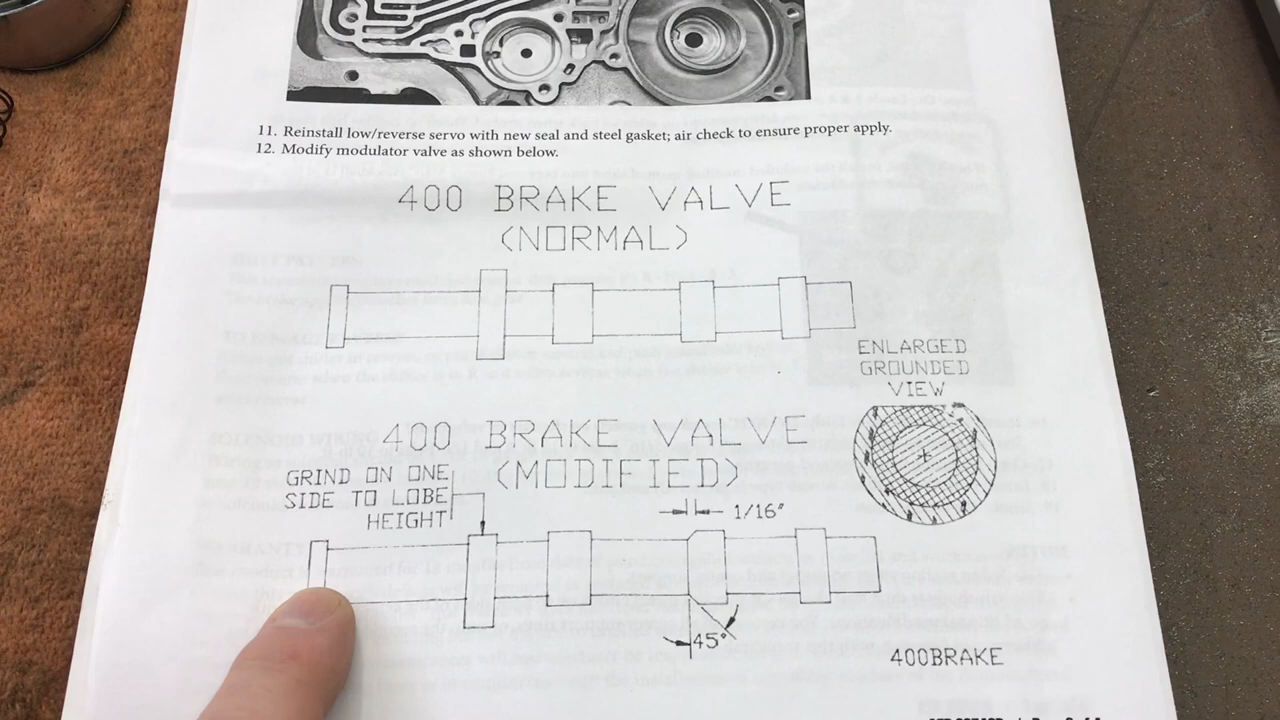 11. Reinstall low/reverse servo with new seal and steel gasket; air check to ensure proper apply.
12. Modify modulator valve as shown below.
400 BRAKE VALVE
(NORMAL)
ENLARGED
GROUNDED
VIEW
400 BRAKE VALVE
(MODIFIED)
GRIND ON ONE
SIDE TO LOBE
HEIGHT
1/16"
45°
400BRAKE